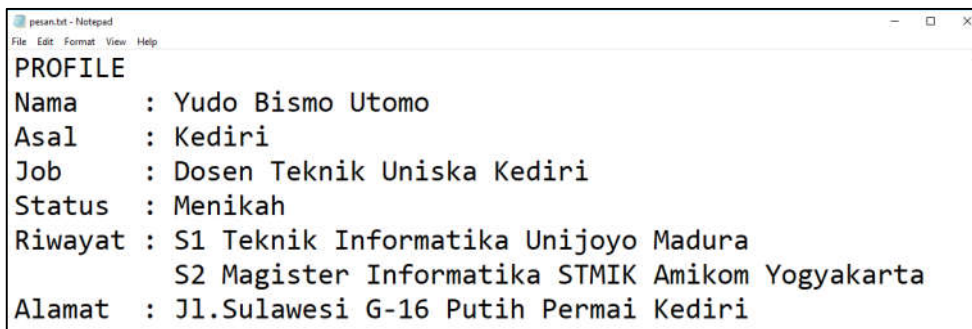 pesan.txt - Notepad
File Edit Format View Help
PROFILE
Nama    : Yudo Bismo Utomo
Asal    : Kediri
Job     : Dosen Teknik Uniska Kediri
Status  : Menikah
Riwayat : S1 Teknik Informatika Unijoyo Madura
          S2 Magister Informatika STMIK Amikom Yogyakarta
Alamat  : Jl.Sulawesi G-16 Putih Permai Kediri